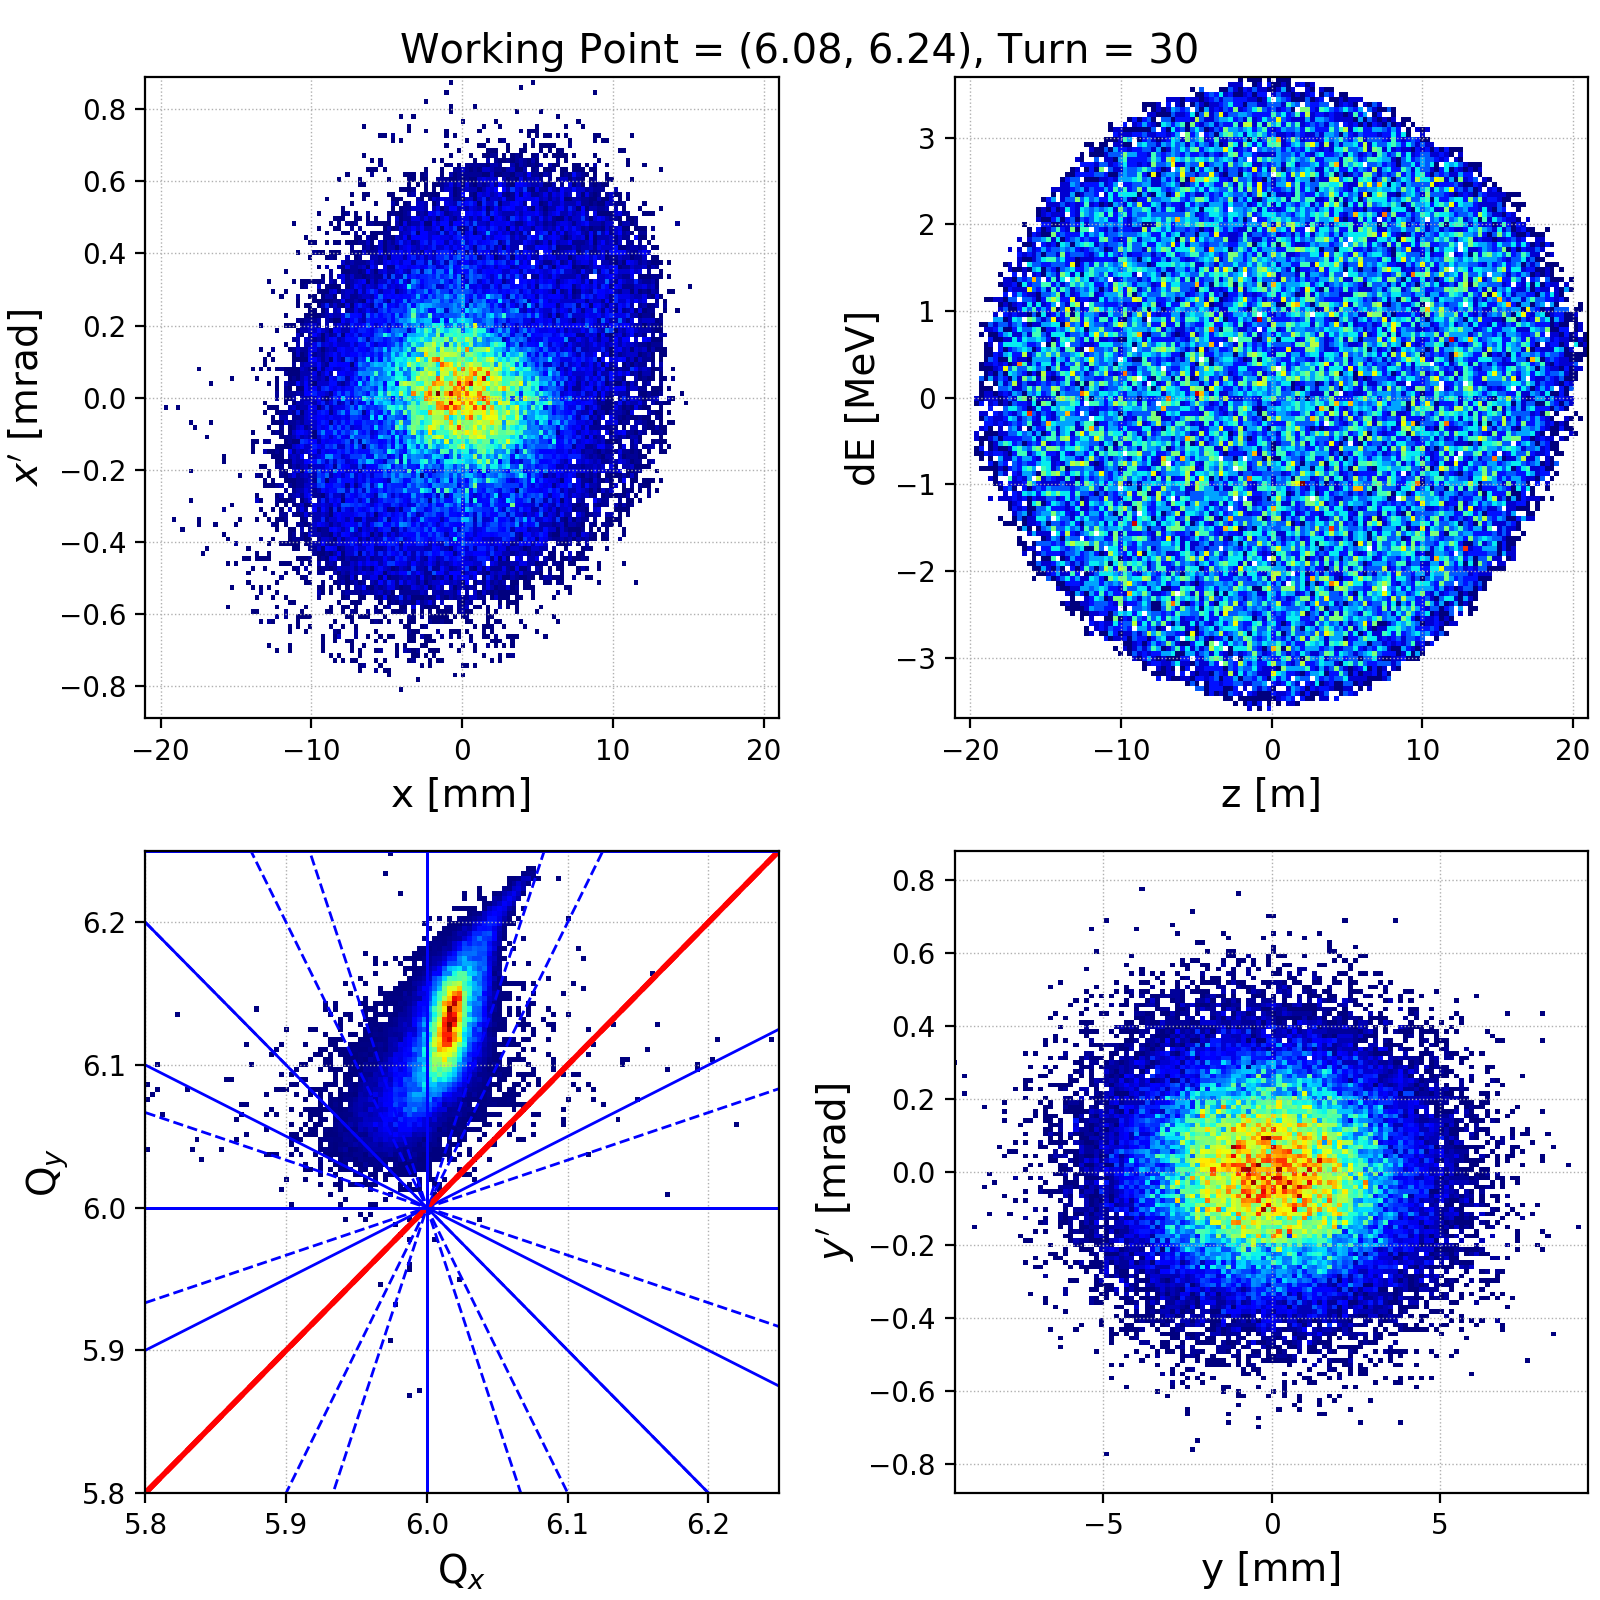 Working Point = (6.08, 6.24), Turn = 30
0.8
0.6
0.4
0.2
0.0
−0.2
−0.4
−0.6
−0.8
x′ [mrad]
−20 −10 0 10 20
x [mm]
3
2
1
0
−1
−2
−3
dE [MeV]
−20 −10 0 10 20
z [m]
6.2
6.1
6.0
5.9
5.8
Qy
5.8 5.9 6.0 6.1 6.2
Qx
0.8
0.6
0.4
0.2
0.0
−0.2
−0.4
−0.6
−0.8
y′ [mrad]
−5 0 5
y [mm]